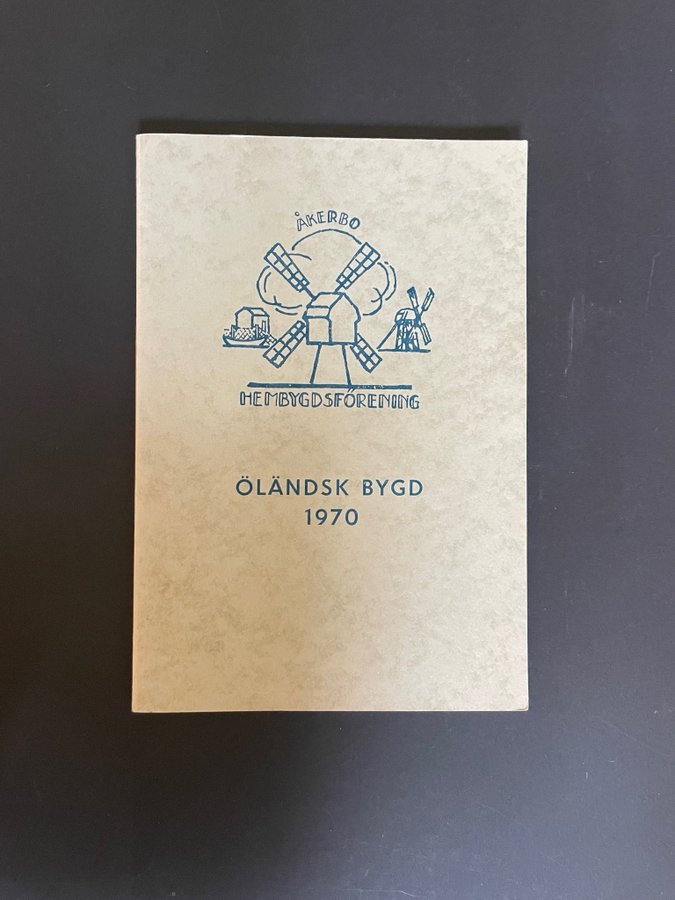 ÅKERBO
HEMBYGDSFÖRENING
ÖLÄNDSK BYGD
1970